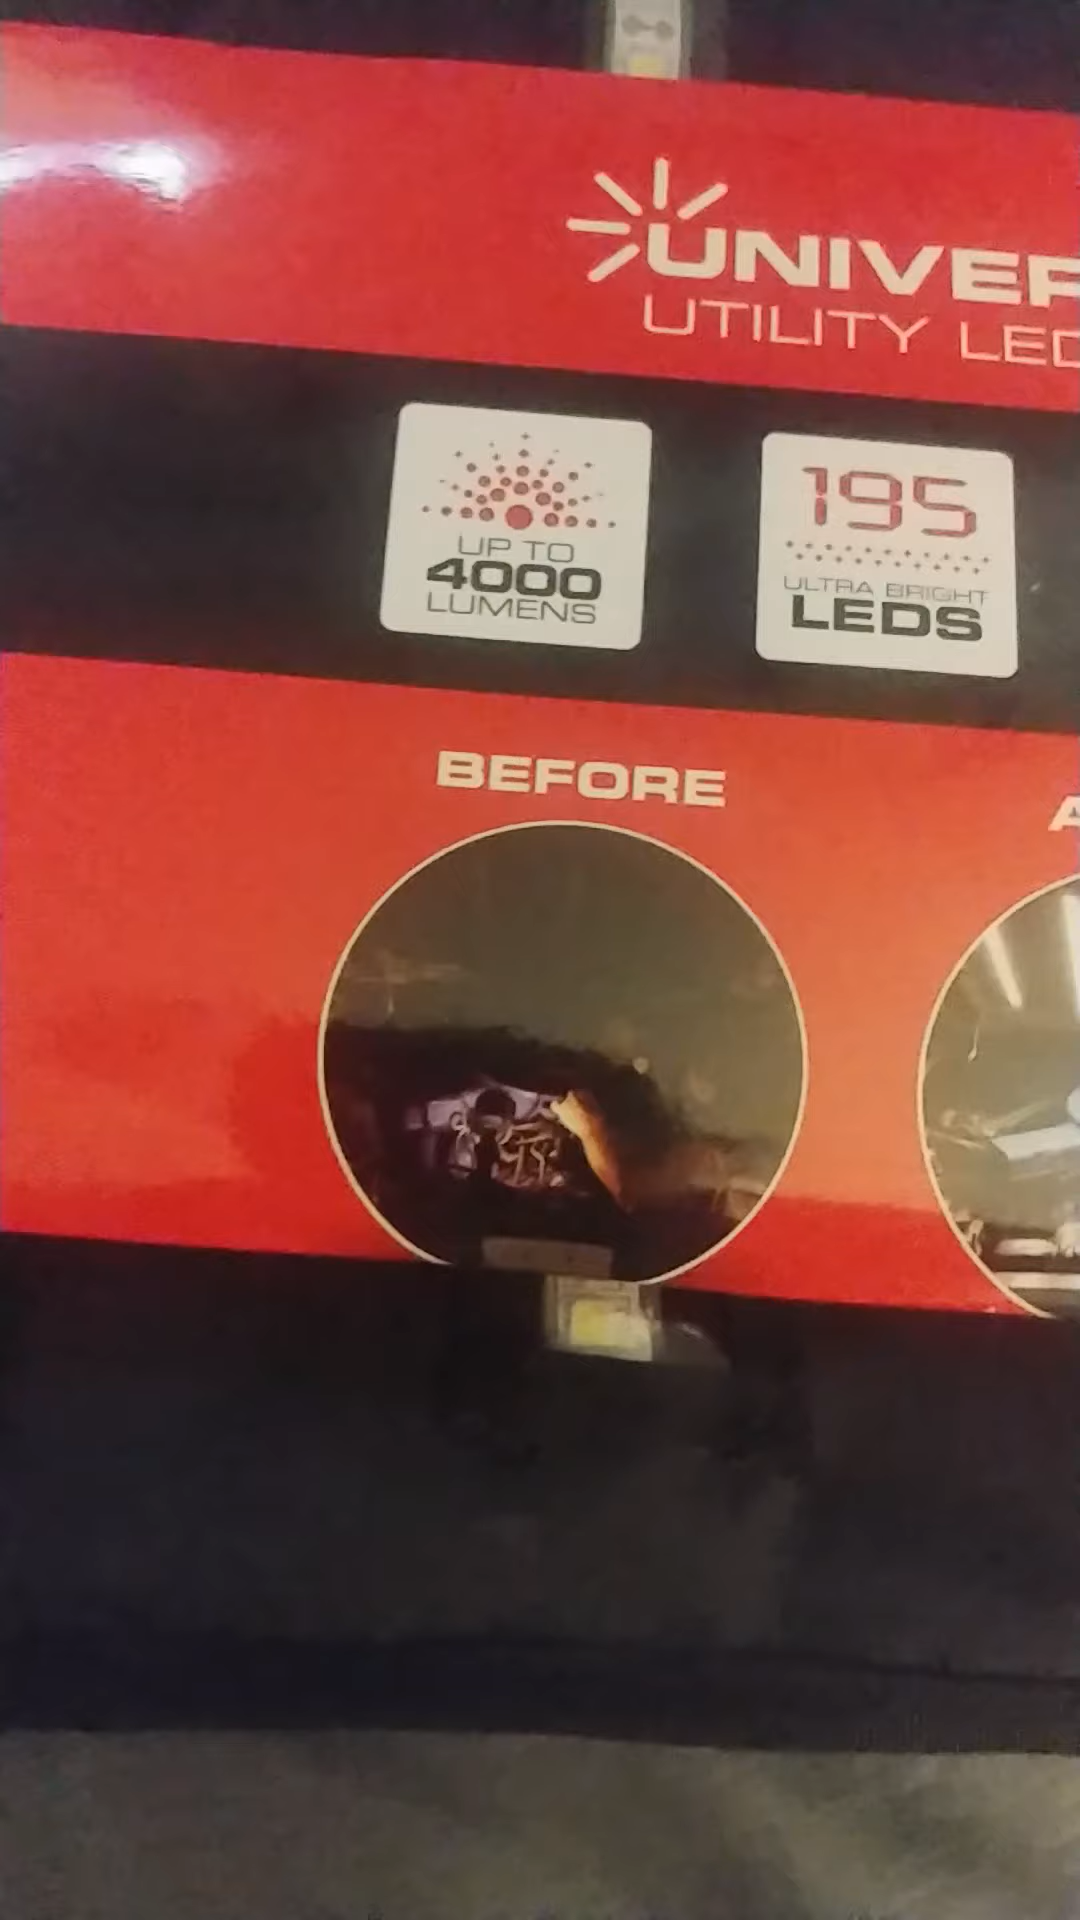 UNIVER
UTILITY LED
UP TO
4000
LUMENS
195
ULTRA BRIGHT
LEDS
BEFORE
A